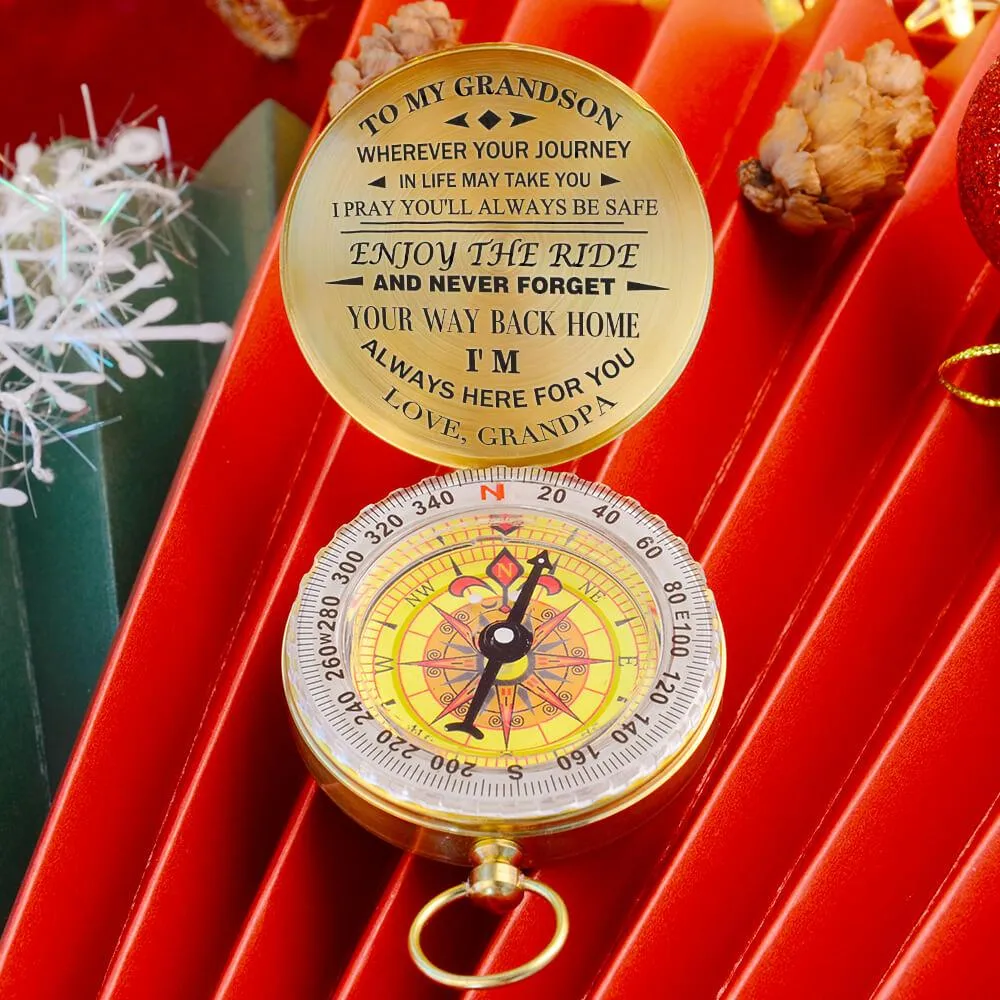 TO MY GRANDSON
WHEREVER YOUR JOURNEY
IN LIFE MAY TAKE YOU
I PRAY YOU'LL ALWAYS BE SAFE
ENJOY THE RIDE
AND NEVER FORGET
YOUR WAY BACK HOME
I'M
ALWAYS HERE FOR YOU
LOVE, GRANDPA
N 20 40 60 80 E 100 120 140 160 S 200 220 240 260 W 280 300 320 340
N NE E W NW